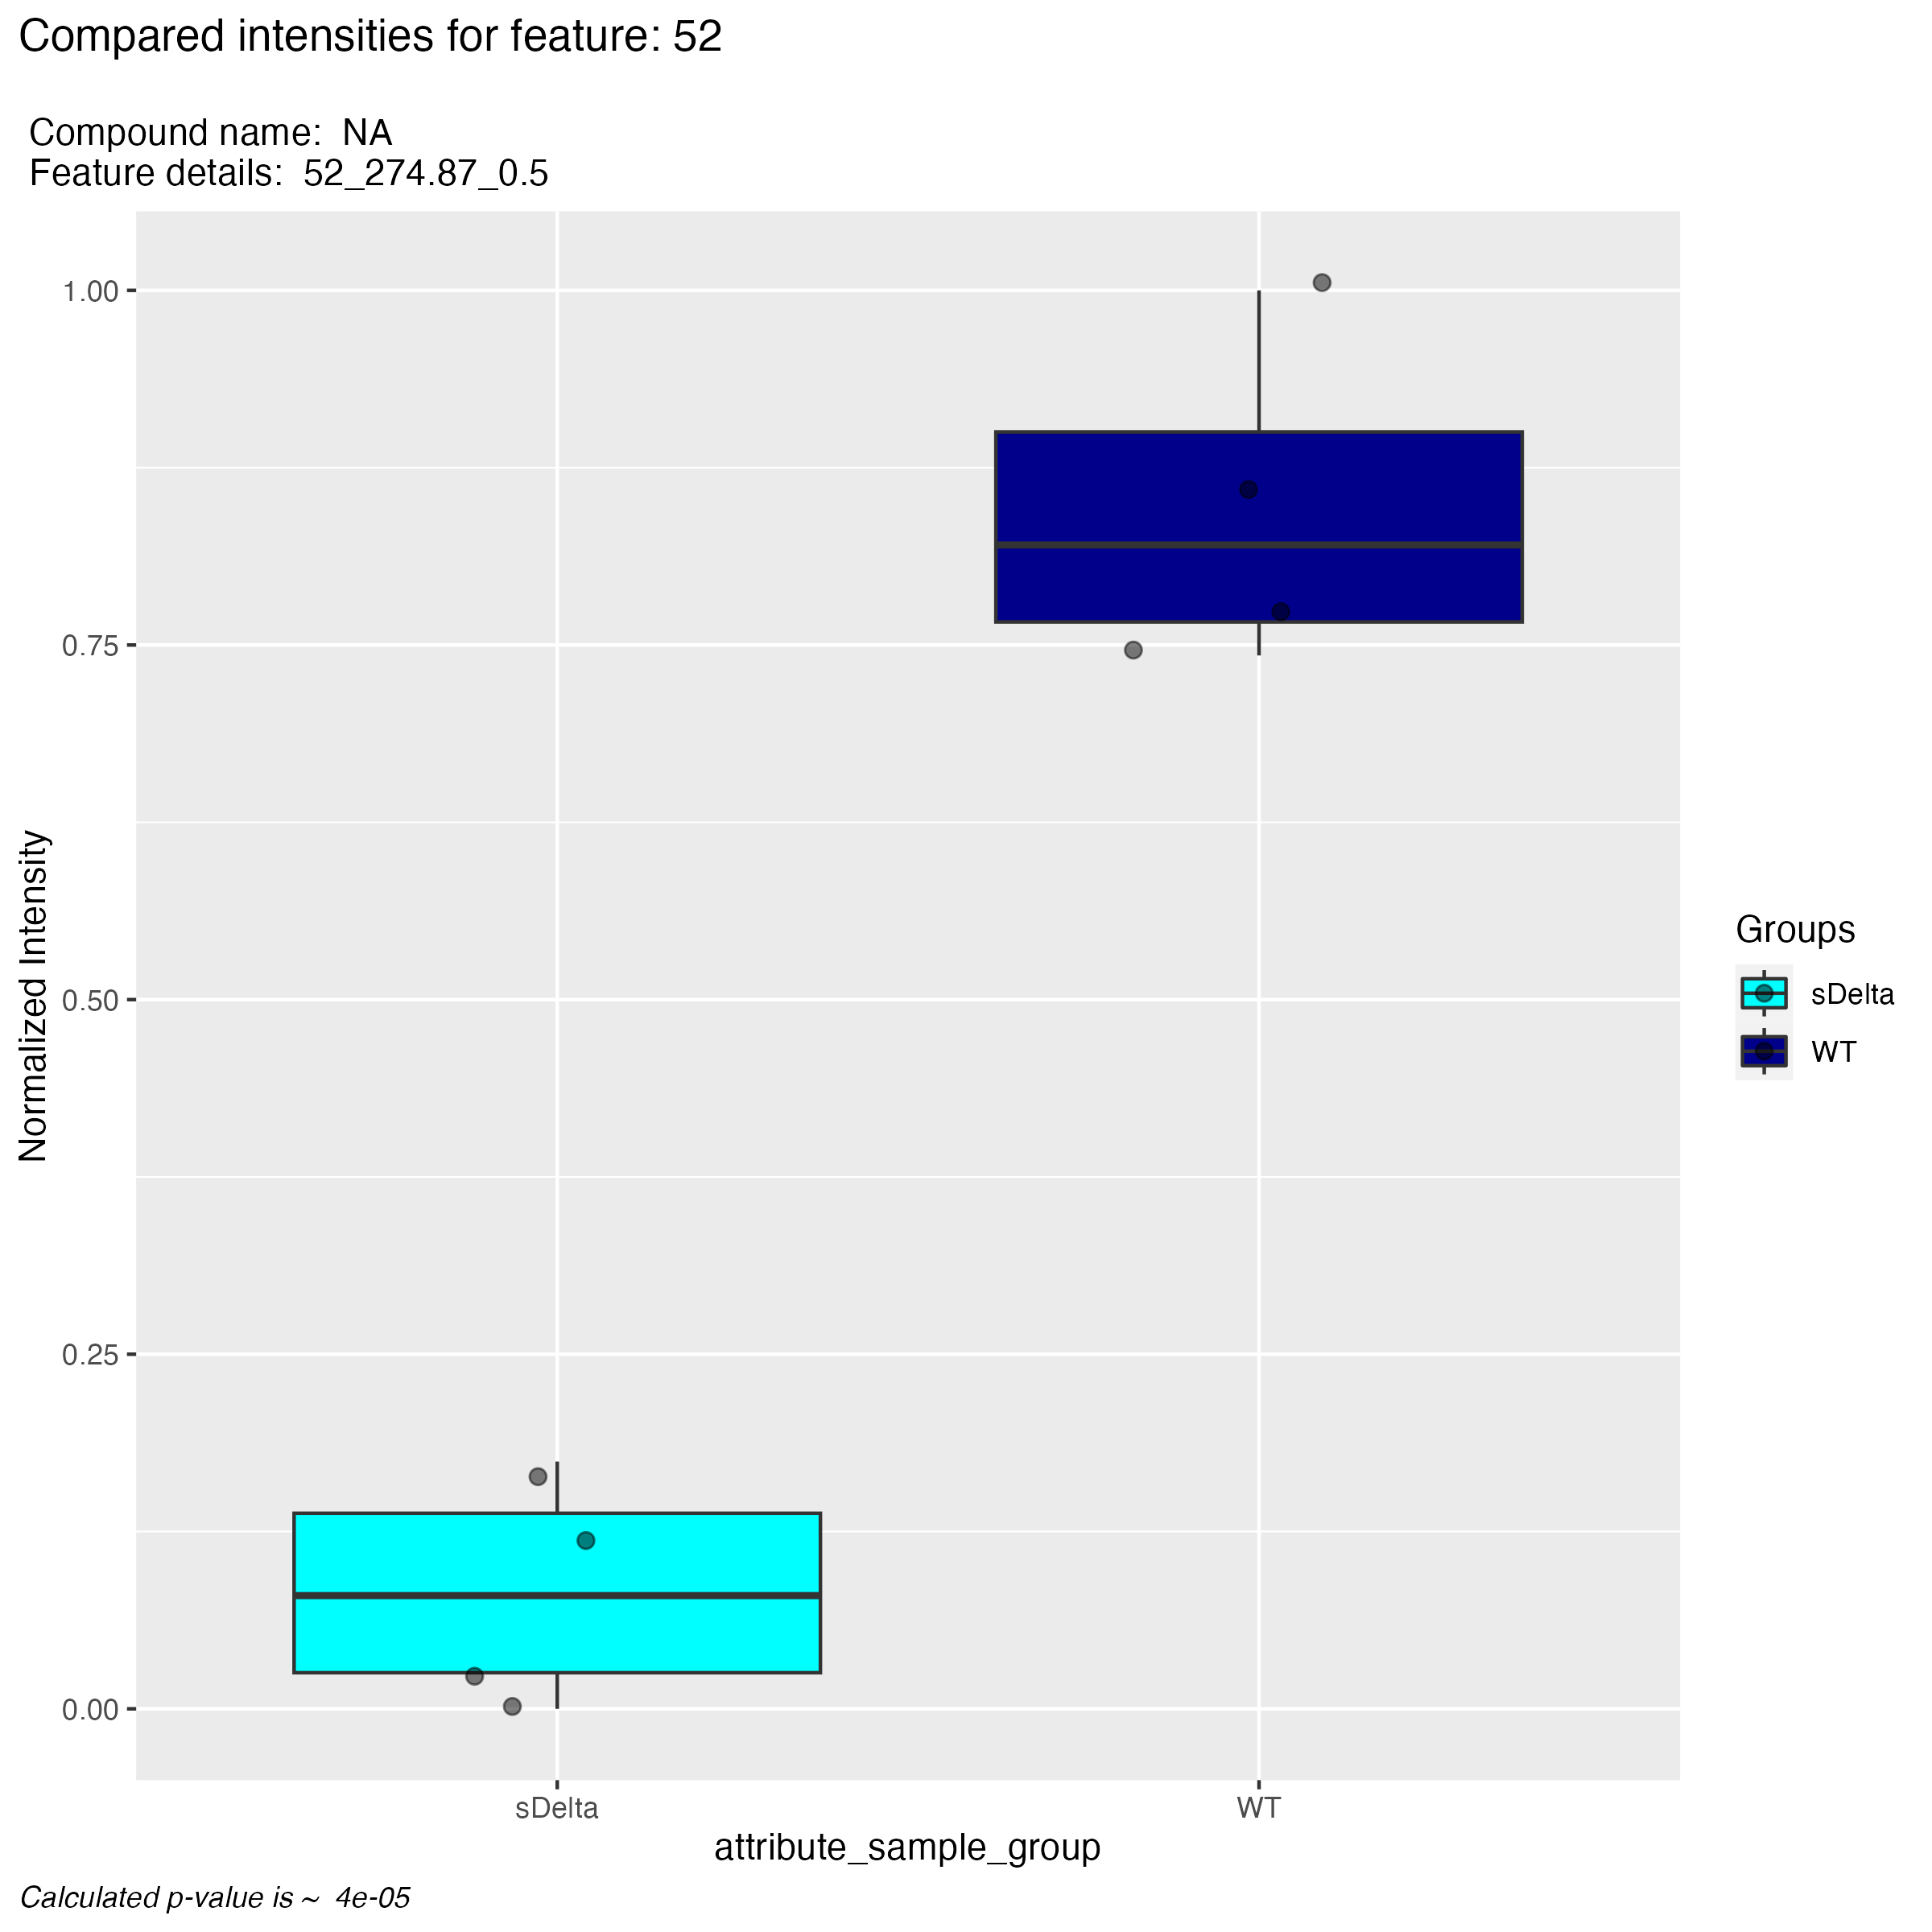 Compared intensities for feature: 52
Compound name:  NA
Feature details:  52_274.87_0.5
Normalized Intensity
1.00
0.75
0.50
0.25
0.00
sDelta
WT
attribute_sample_group
Groups
sDelta
WT
Calculated p-value is ~  4e-05